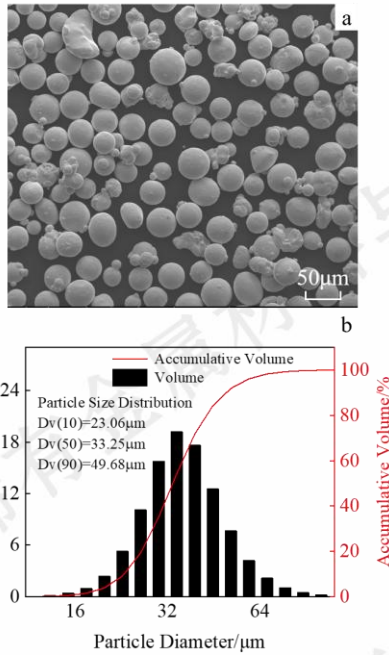 a
50μm
b
Accumulative Volume
Volume
Particle Size Distribution
Dv(10)=23.06μm
Dv(50)=33.25μm
Dv(90)=49.68μm
24
18
12
6
0
100
80
60
40
20
0
Accumulative Volume/%
16 32 64
Particle Diameter/μm